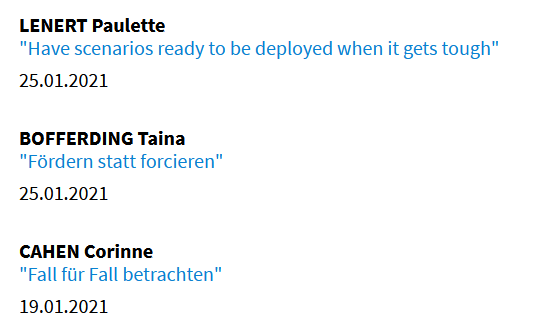 LENERT Paulette
"Have scenarios ready to be deployed when it gets tough"
25.01.2021
BOFFERDING Taina
"Fördern statt forcieren"
25.01.2021
CAHEN Corinne
"Fall für Fall betrachten"
19.01.2021